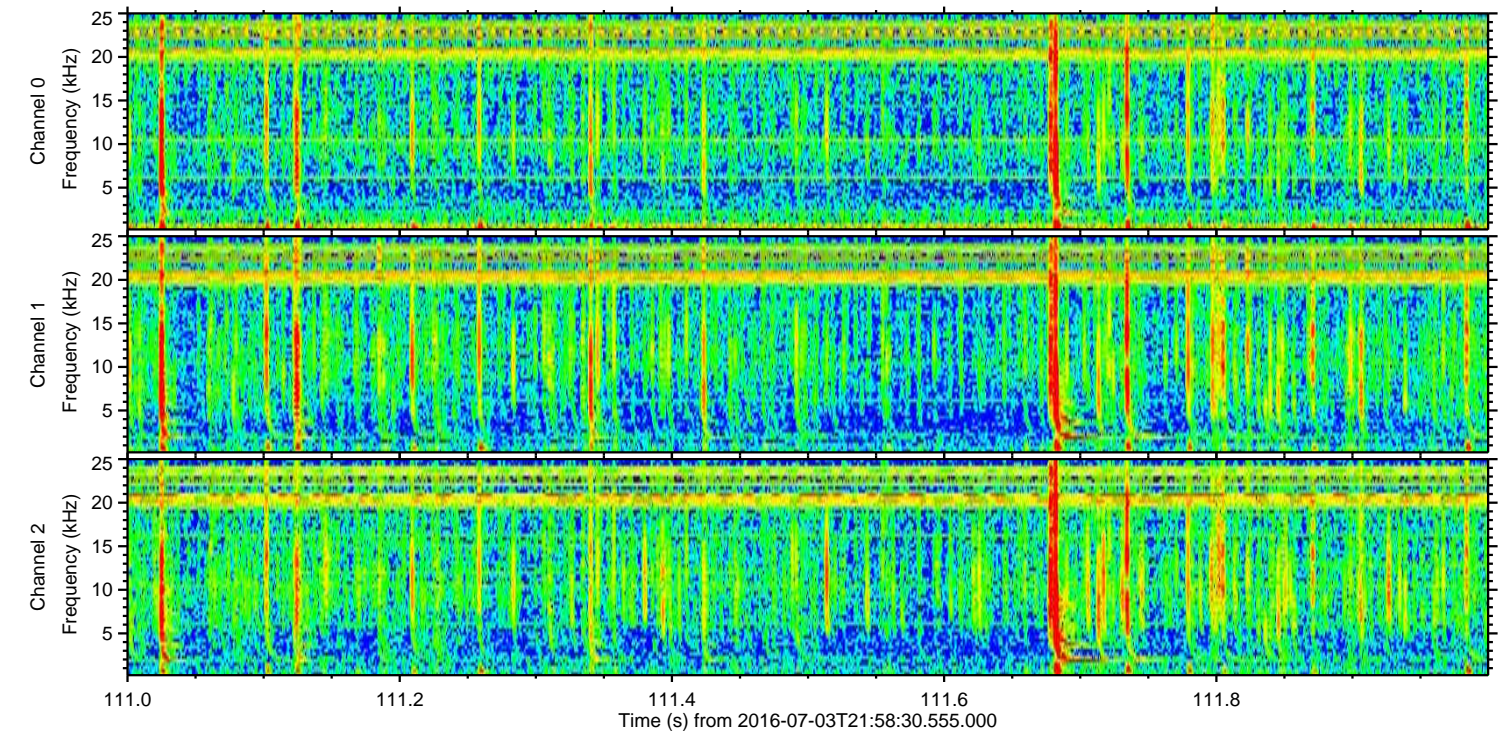 25
20
15
10
5
Channel 0
Frequency (kHz)
25
20
15
10
5
Channel 1
Frequency (kHz)
25
20
15
10
5
Channel 2
Frequency (kHz)
111.0 111.2 111.4 111.6 111.8
Time (s) from 2016-07-03T21:58:30.555.000